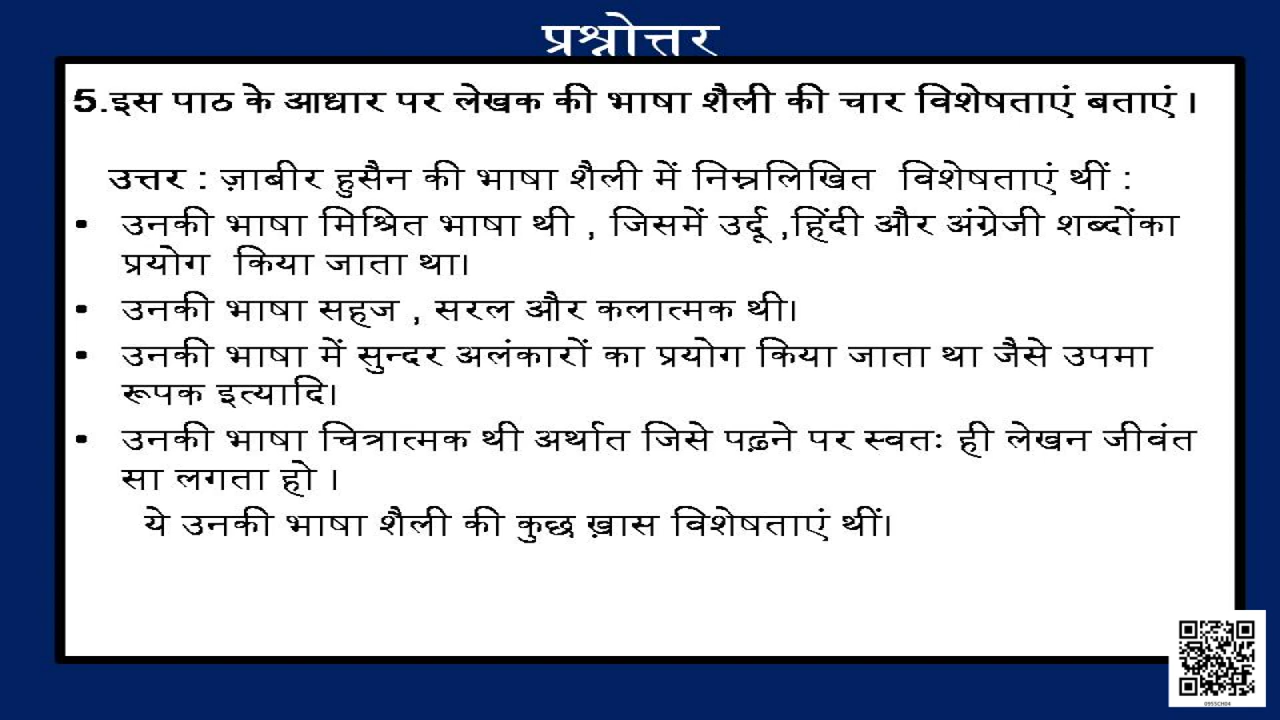 प्रश्नोत्तर
5.इस पाठ के आधार पर लेखक की भाषा शैली की चार विशेषताएं बताएं ।
उत्तर : ज़ाबीर हुसैन की भाषा शैली में निम्नलिखित विशेषताएं थीं :
• उनकी भाषा मिश्रित भाषा थी , जिसमें उर्दू ,हिंदी और अंग्रेजी शब्दोंका
प्रयोग किया जाता था।
• उनकी भाषा सहज , सरल और कलात्मक थी।
• उनकी भाषा में सुन्दर अलंकारों का प्रयोग किया जाता था जैसे उपमा
रूपक इत्यादि।
• उनकी भाषा चित्रात्मक थी अर्थात जिसे पढ़ने पर स्वतः ही लेखन जीवंत
सा लगता हो ।
ये उनकी भाषा शैली की कुछ ख़ास विशेषताएं थीं।